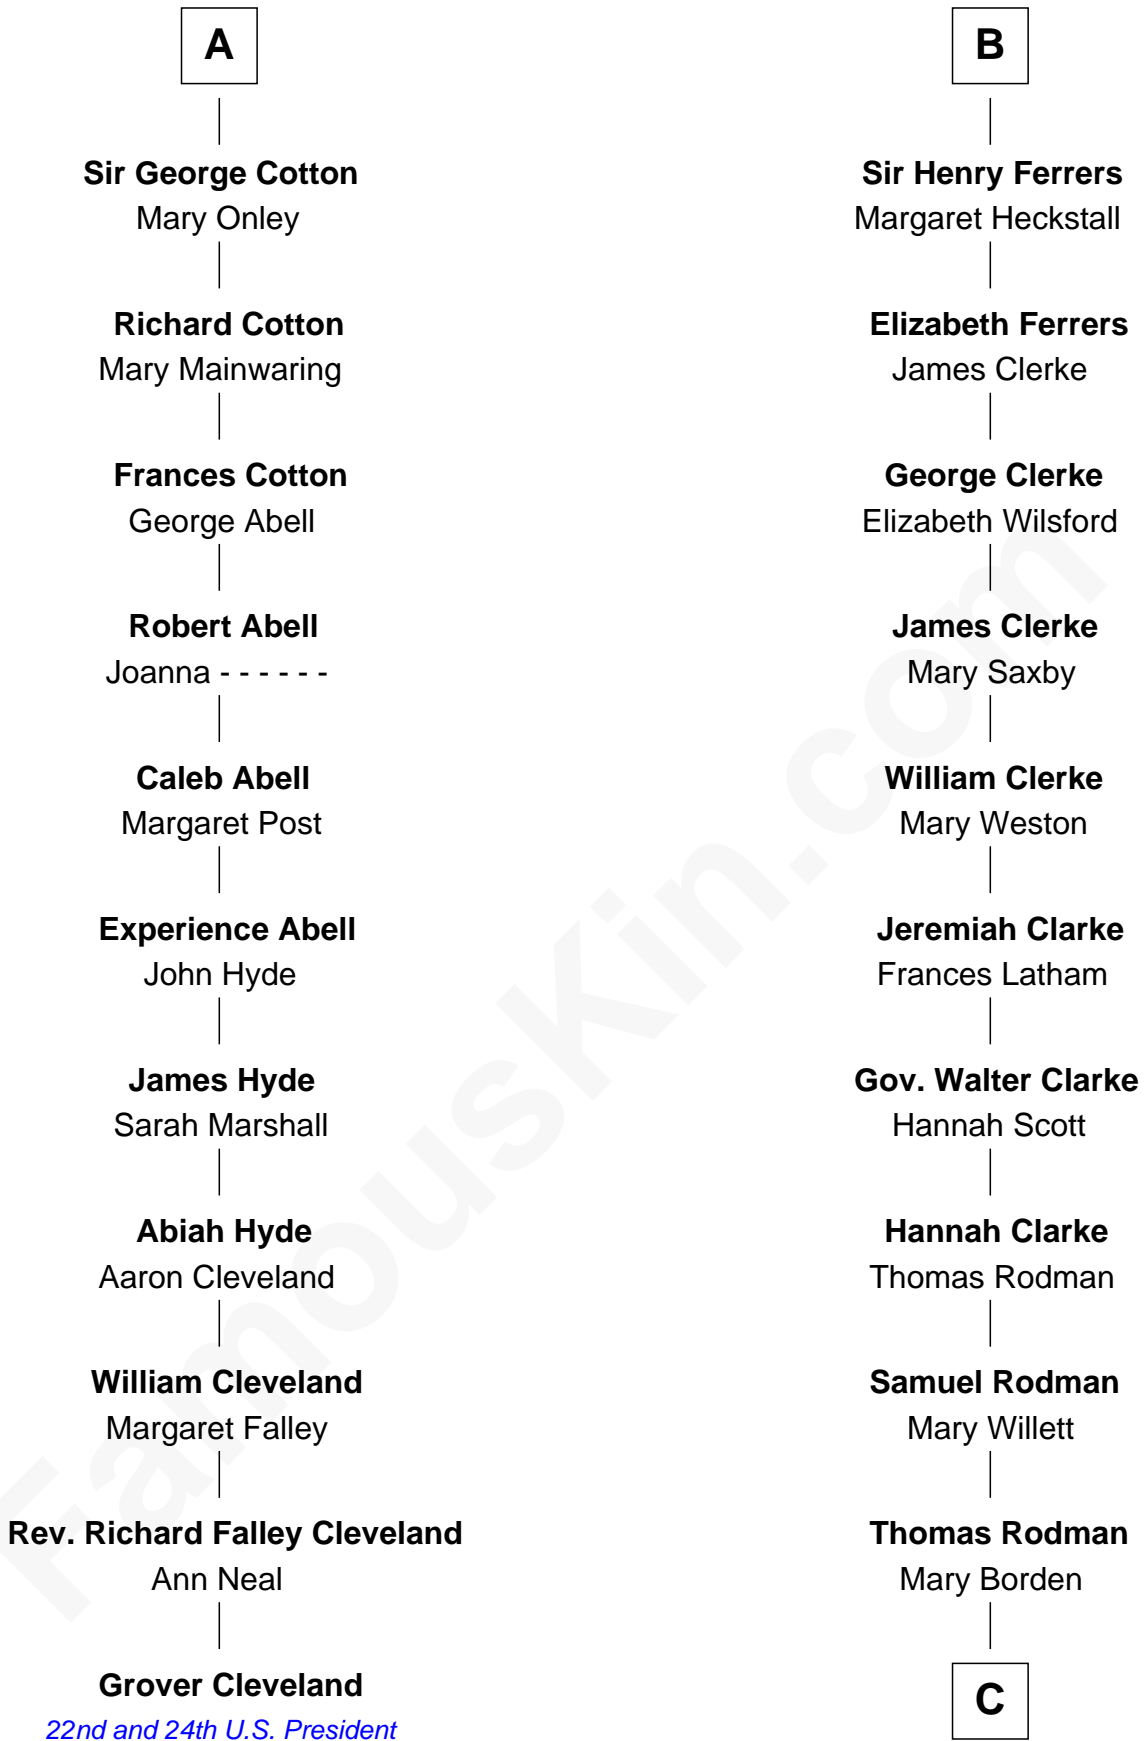 A
Sir George Cotton
Mary Onley
Richard Cotton
Mary Mainwaring
Frances Cotton
George Abell
Robert Abell
Joanna - - - - - -
Caleb Abell
Margaret Post
Experience Abell
John Hyde
James Hyde
Sarah Marshall
Abiah Hyde
Aaron Cleveland
William Cleveland
Margaret Falley
Rev. Richard Falley Cleveland
Ann Neal
Grover Cleveland
22nd and 24th U.S. President
B
Sir Henry Ferrers
Margaret Heckstall
Elizabeth Ferrers
James Clerke
George Clerke
Elizabeth Wilsford
James Clerke
Mary Saxby
William Clerke
Mary Weston
Jeremiah Clarke
Frances Latham
Gov. Walter Clarke
Hannah Scott
Hannah Clarke
Thomas Rodman
Samuel Rodman
Mary Willett
Thomas Rodman
Mary Borden
C
FamousKin.com